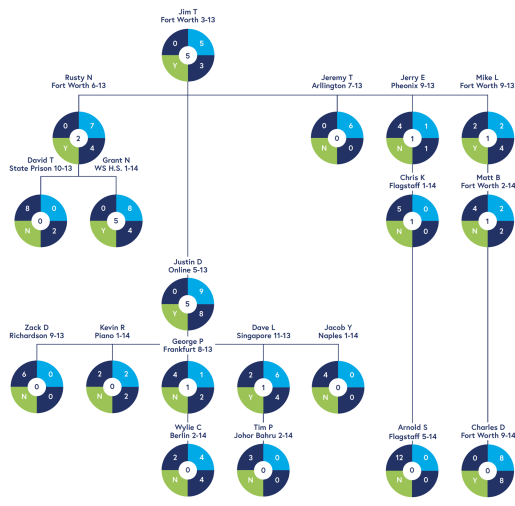 Jim T
Fort Worth 3-13
0 5
5
Y 3
Rusty N
Fort Worth 6-13
0 7
2
Y 4
Jeremy T
Arllington 7-13
0 6
0
N 0
Jerry E
Pheonix 9-13
4 1
1
N 1
Mike L
Fort Worth 9-13
2 2
1
Y 4
David T
State Prison 10-13
8 0
0
N 2
Grant N
WS H.S. 1-14
0 8
5
Y 4
Chris K
Flagstaff 1-14
5 0
1
N 0
Matt B
Fort Worth 2-14
4 2
1
N 2
Justin D
Online 5-13
0 9
5
Y 8
Zack D
Richardson 9-13
6 0
0
N 0
Kevin R
Plano 1-14
2 2
0
N 2
George P
Frankfurt 8-13
4 1
1
N 2
Dave L
Singapore 11-13
2 6
1
Y 4
Jacob Y
Naples 1-14
4 0
0
N 0
Wylie C
Berlin 2-14
2 4
0
N 4
Tim P
Johor Bahru 2-14
3 0
0
N 0
Arnold S
Flagstaff 5-14
12 0
0
N 0
Charles D
Fort Worth 9-14
0 8
0
Y 8